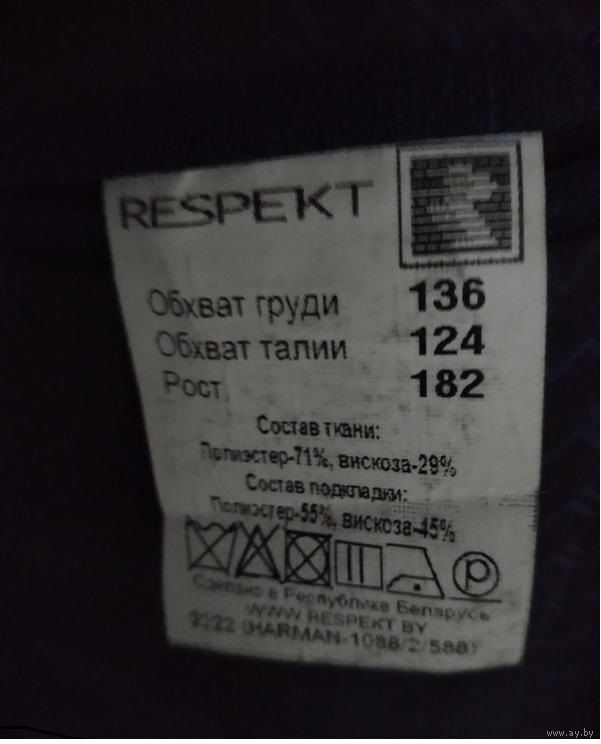 RESPEKT
Обхват груди 136
Обхват талии 124
Рост 182
Состав ткани:
Полиэстер-71%, вискоза-29%
Состав подкладки:
Полиэстер-55%, вискоза-45%
Сделано в Республике Беларусь
WWW.RESPEKT.BY
2222 (HARMAN-1088/2/588)
www.ay.by